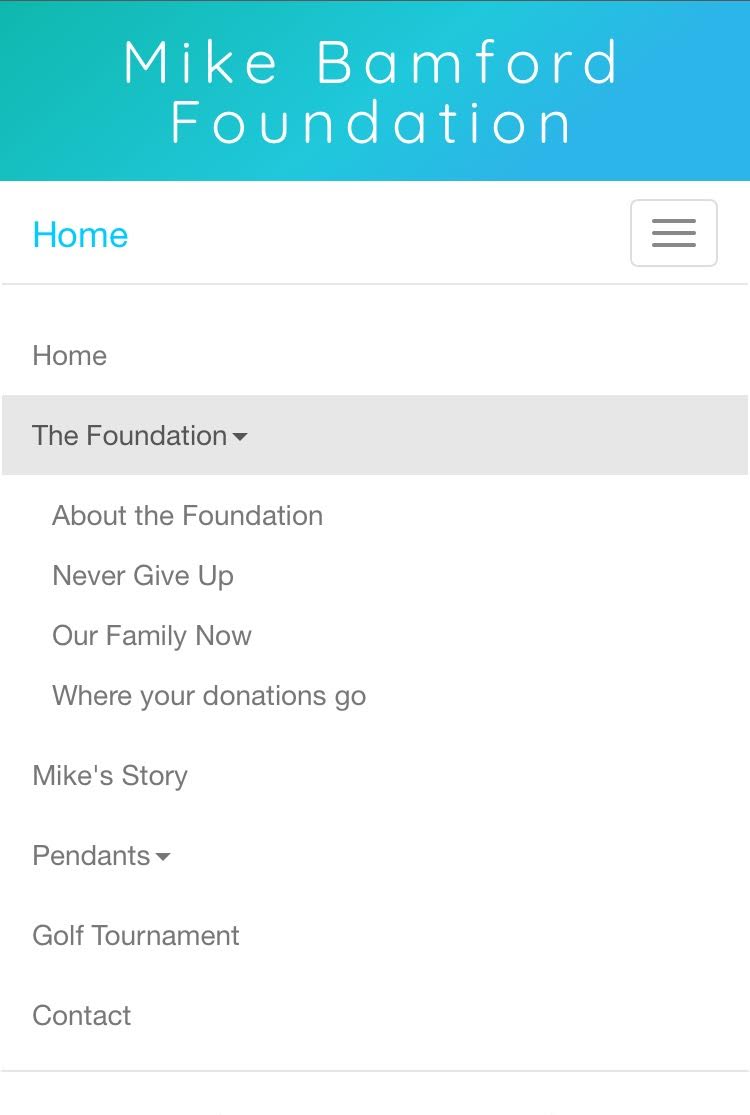 Mike Bamford
Foundation
Home
Home
The Foundation
About the Foundation
Never Give Up
Our Family Now
Where your donations go
Mike's Story
Pendants
Golf Tournament
Contact